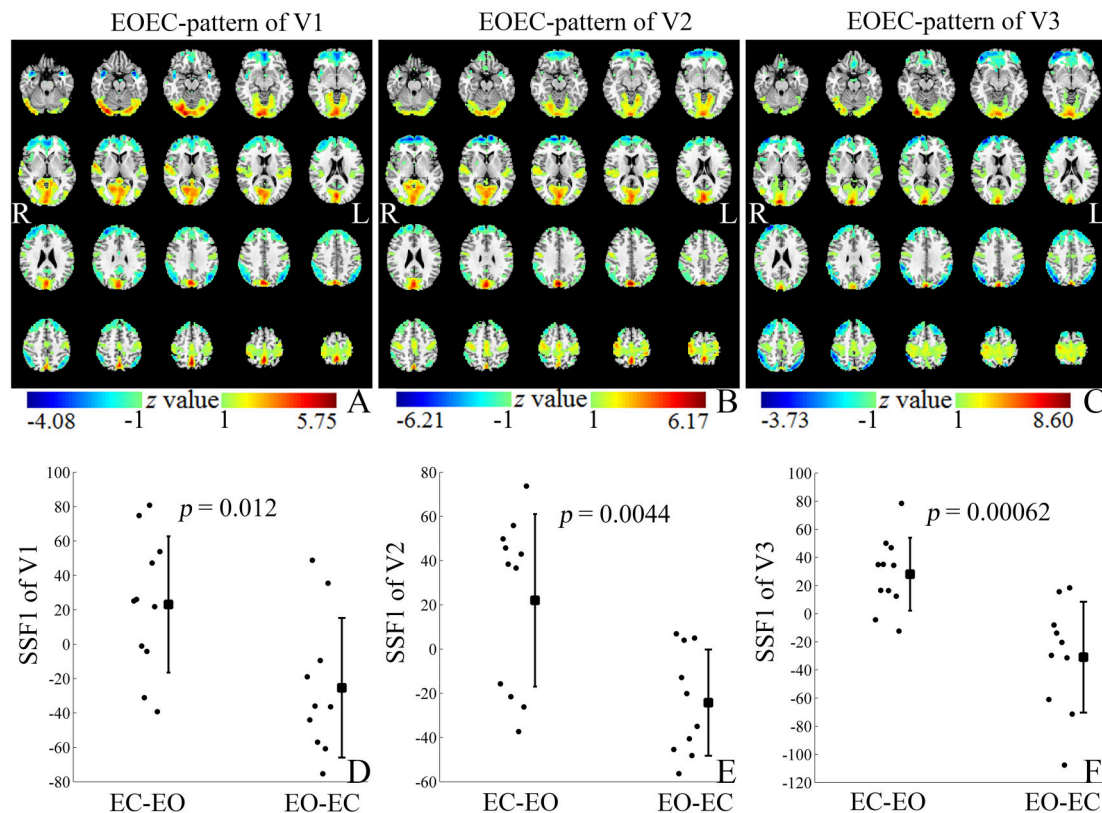 EOEC-pattern of V1 EOEC-pattern of V2 EOEC-pattern of V3
R L R L R L
z value A z value B z value C
-4.08 -1 1 5.75 -6.21 -1 1 6.17 -3.73 -1 1 8.60
SSF1 of V1
100
80
60
40
20
0
-20
-40
-60
-80
p = 0.012
D
EC-EO EO-EC
SSF1 of V2
80
60
40
20
0
-20
-40
-60
p = 0.0044
E
EC-EO EO-EC
SSF1 of V3
100
80
60
40
20
0
-20
-40
-60
-80
-100
-120
p = 0.00062
F
EC-EO EO-EC